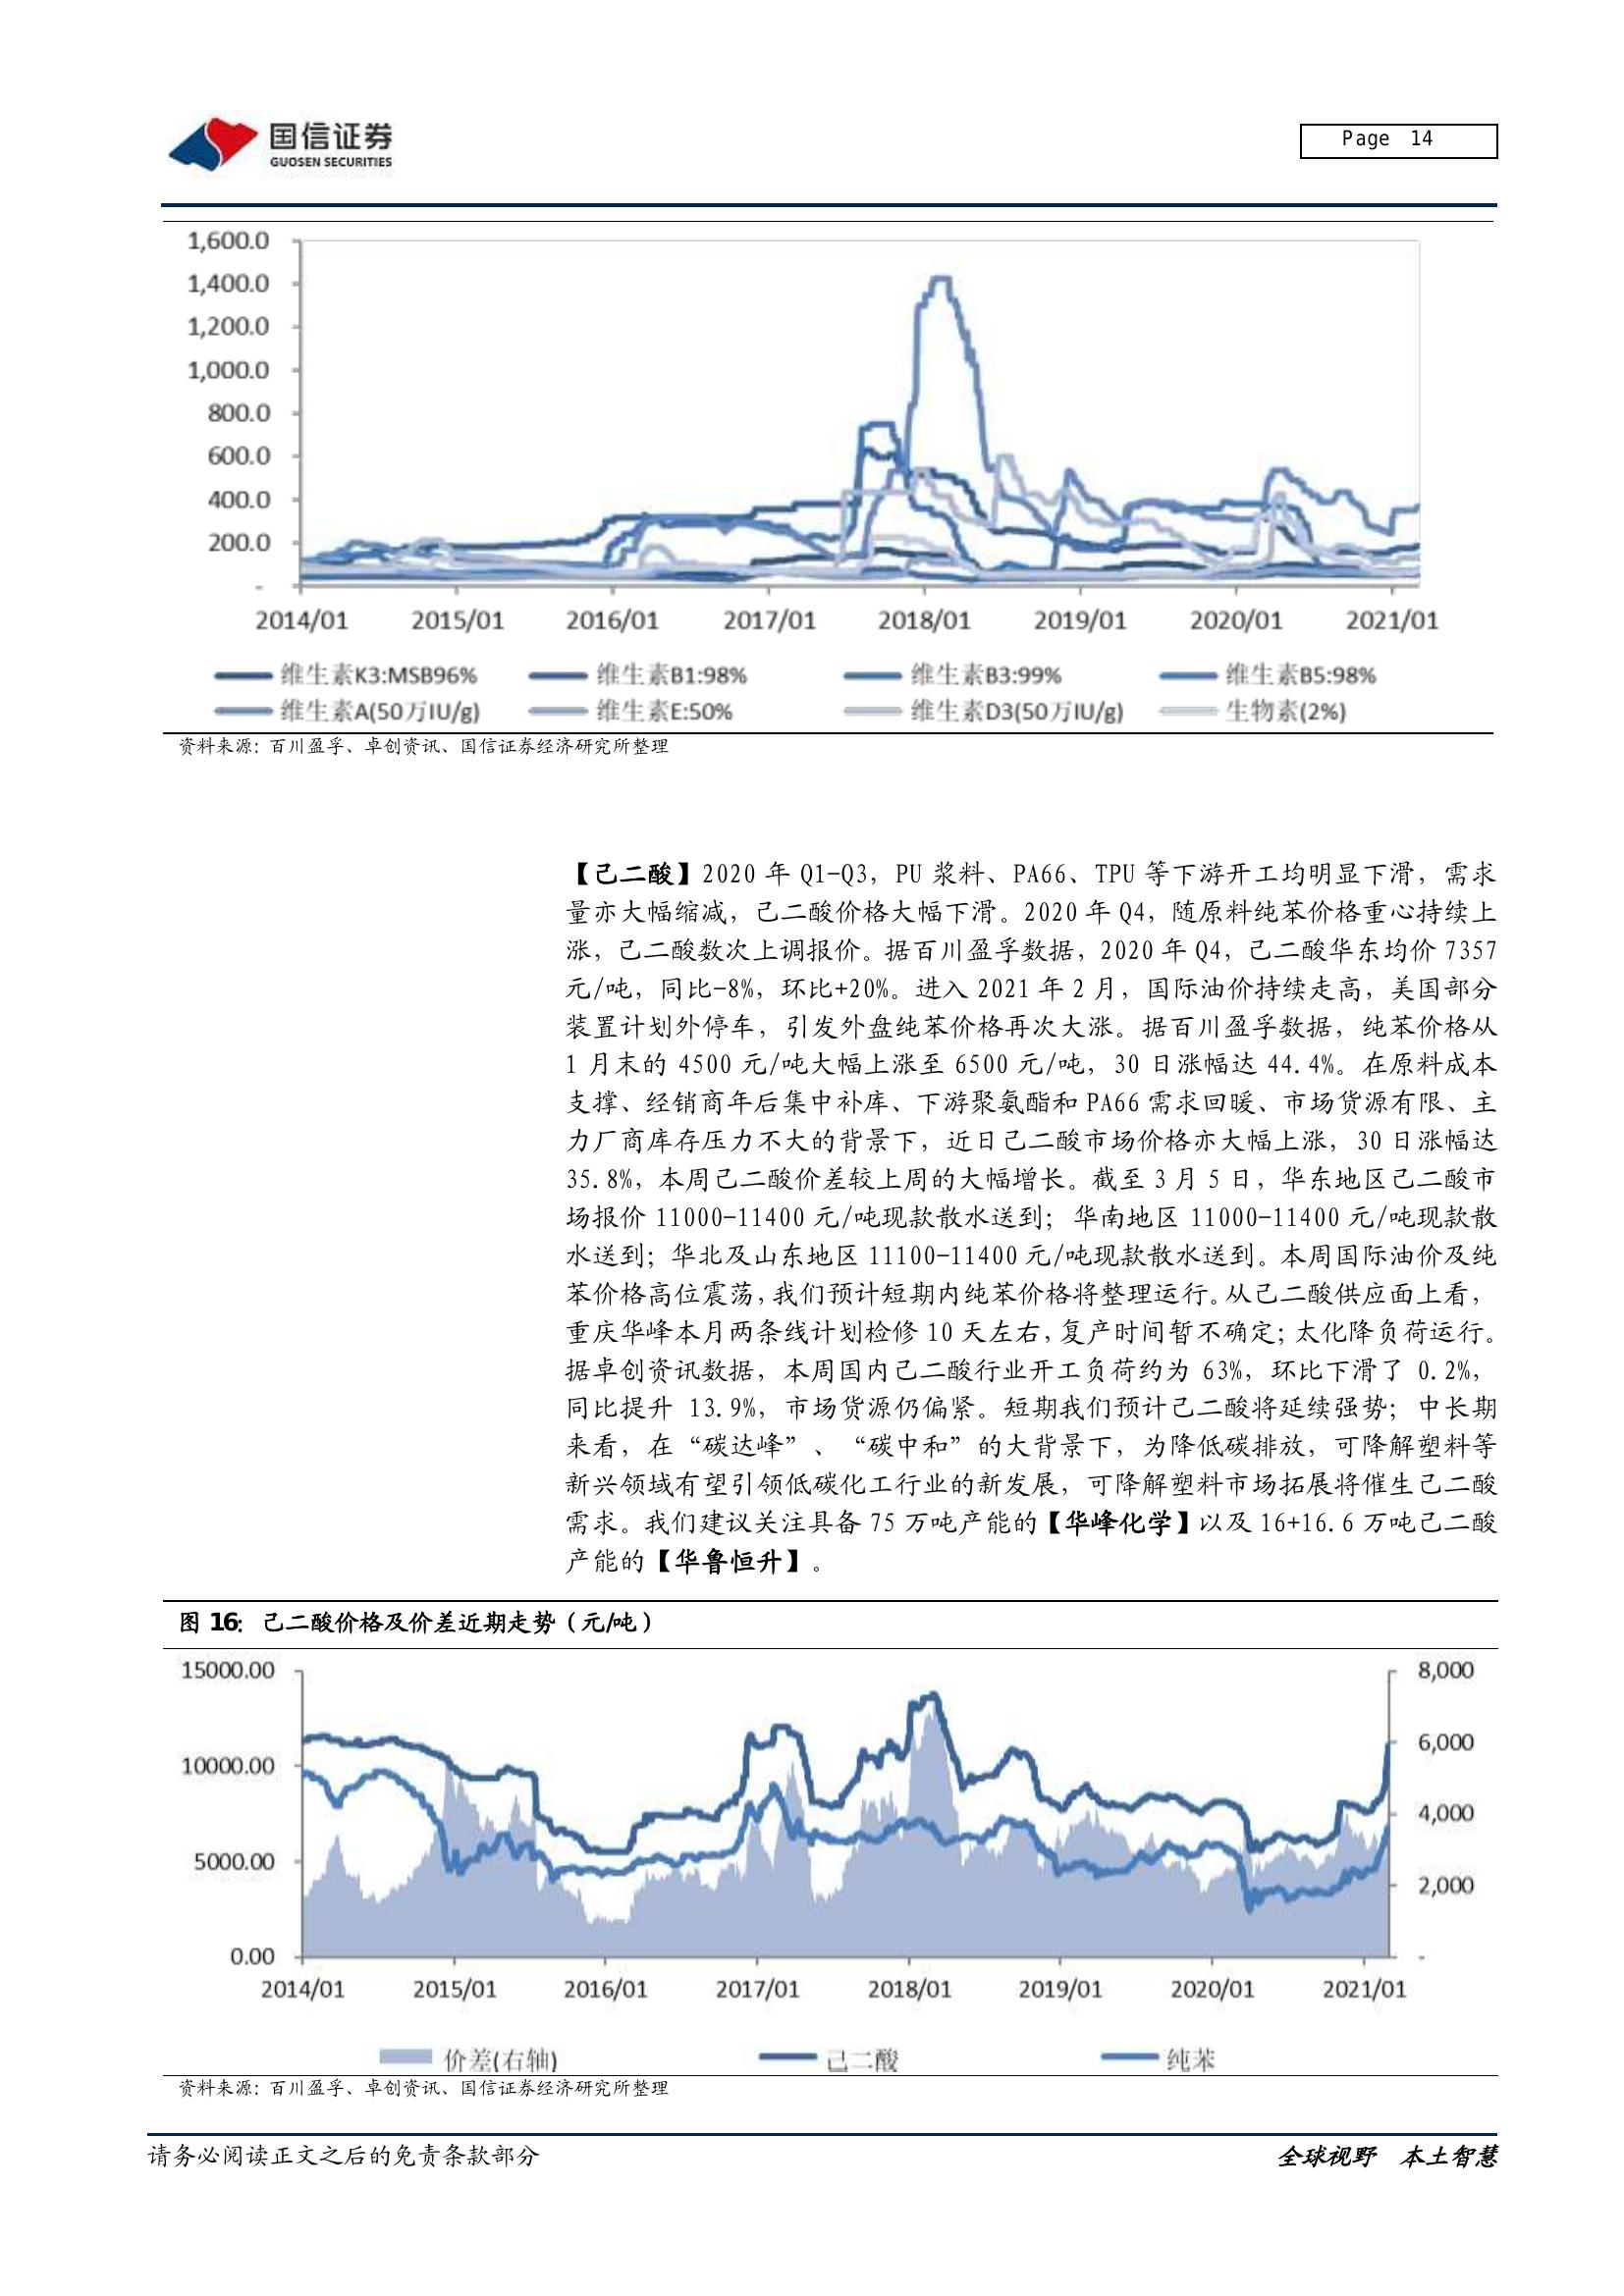 国信证券
GUOSEN SECURITIES
Page 14
1,600.0
1,400.0
1,200.0
1,000.0
800.0
600.0
400.0
200.0
-
2014/01 2015/01 2016/01 2017/01 2018/01 2019/01 2020/01 2021/01
维生素K3:MSB96% 维生素B1:98% 维生素B3:99% 维生素B5:98%
维生素A(50万IU/g) 维生素E:50% 维生素D3(50万IU/g) 生物素(2%)
资料来源：百川盈孚、卓创资讯、国信证券经济研究所整理
【己二酸】2020 年 Q1-Q3，PU 浆料、PA66、TPU 等下游开工均明显下滑，需求
量亦大幅缩减，己二酸价格大幅下滑。2020 年 Q4，随原料纯苯价格重心持续上
涨，己二酸数次上调报价。据百川盈孚数据，2020 年 Q4，己二酸华东均价 7357
元/吨，同比-8%，环比+20%。进入 2021 年 2 月，国际油价持续走高，美国部分
装置计划外停车，引发外盘纯苯价格再次大涨。据百川盈孚数据，纯苯价格从
1 月末的 4500 元/吨大幅上涨至 6500 元/吨，30 日涨幅达 44.4%。在原料成本
支撑、经销商年后集中补库、下游聚氨酯和 PA66 需求回暖、市场货源有限、主
力厂商库存压力不大的背景下，近日己二酸市场价格亦大幅上涨，30 日涨幅达
35.8%，本周己二酸价差较上周的大幅增长。截至 3 月 5 日，华东地区己二酸市
场报价 11000-11400 元/吨现款散水送到；华南地区 11000-11400 元/吨现款散
水送到；华北及山东地区 11100-11400 元/吨现款散水送到。本周国际油价及纯
苯价格高位震荡，我们预计短期内纯苯价格将整理运行。从己二酸供应面上看，
重庆华峰本月两条线计划检修 10 天左右，复产时间暂不确定；太化降负荷运行。
据卓创资讯数据，本周国内己二酸行业开工负荷约为 63%，环比下滑了 0.2%，
同比提升 13.9%，市场货源仍偏紧。短期我们预计己二酸将延续强势；中长期
来看，在“碳达峰”、“碳中和”的大背景下，为降低碳排放，可降解塑料等
新兴领域有望引领低碳化工行业的新发展，可降解塑料市场拓展将催生己二酸
需求。我们建议关注具备 75 万吨产能的【华峰化学】以及 16+16.6 万吨己二酸
产能的【华鲁恒升】。
图 16：己二酸价格及价差近期走势（元/吨）
15000.00 8,000
6,000
10000.00
4,000
5000.00
2,000
0.00 -
2014/01 2015/01 2016/01 2017/01 2018/01 2019/01 2020/01 2021/01
价差(右轴) 己二酸 纯苯
资料来源：百川盈孚、卓创资讯、国信证券经济研究所整理
请务必阅读正文之后的免责条款部分 全球视野 本土智慧